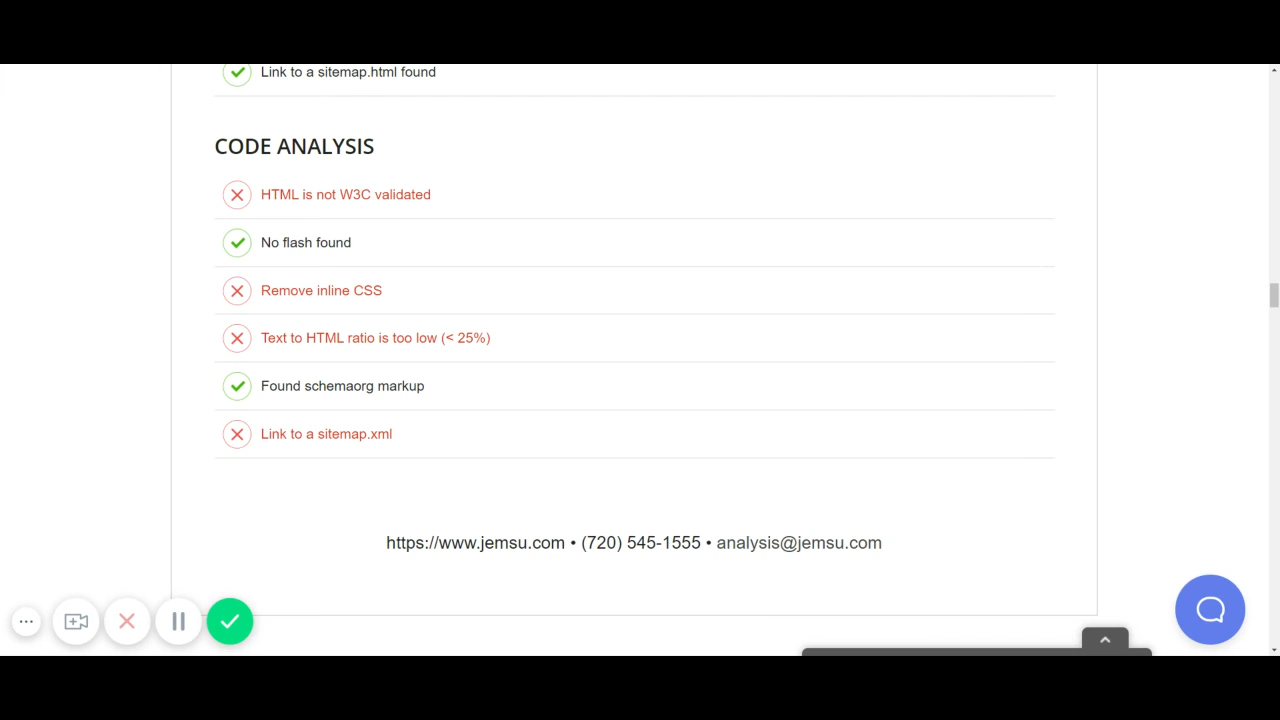 Link to a sitemap.html found
CODE ANALYSIS
HTML is not W3C validated
No flash found
Remove inline CSS
Text to HTML ratio is too low (< 25%)
Found schemaorg markup
Link to a sitemap.xml
https://www.jemsu.com • (720) 545-1555 • analysis@jemsu.com